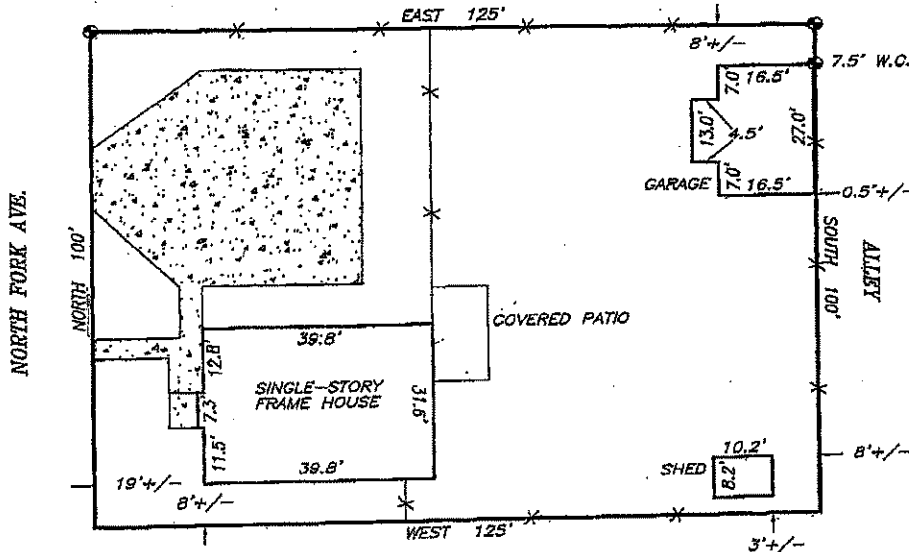 EAST 125'
8'+/-
7.5" W.C.
7.0'
16.5'
13.0'
4.5'
27.0'
GARAGE
7.0'
16.5'
0.5'+/-
NORTH FORK AVE.
NORTH 100'
SOUTH 100'
ALLEY
COVERED PATIO
39.8'
12.8'
SINGLE-STORY
FRAME HOUSE
31.6'
7.3'
11.5'
39.8'
10.2'
SHED
8.2'
8'+/-
19'+/-
8'+/-
WEST 125'
3'+/-